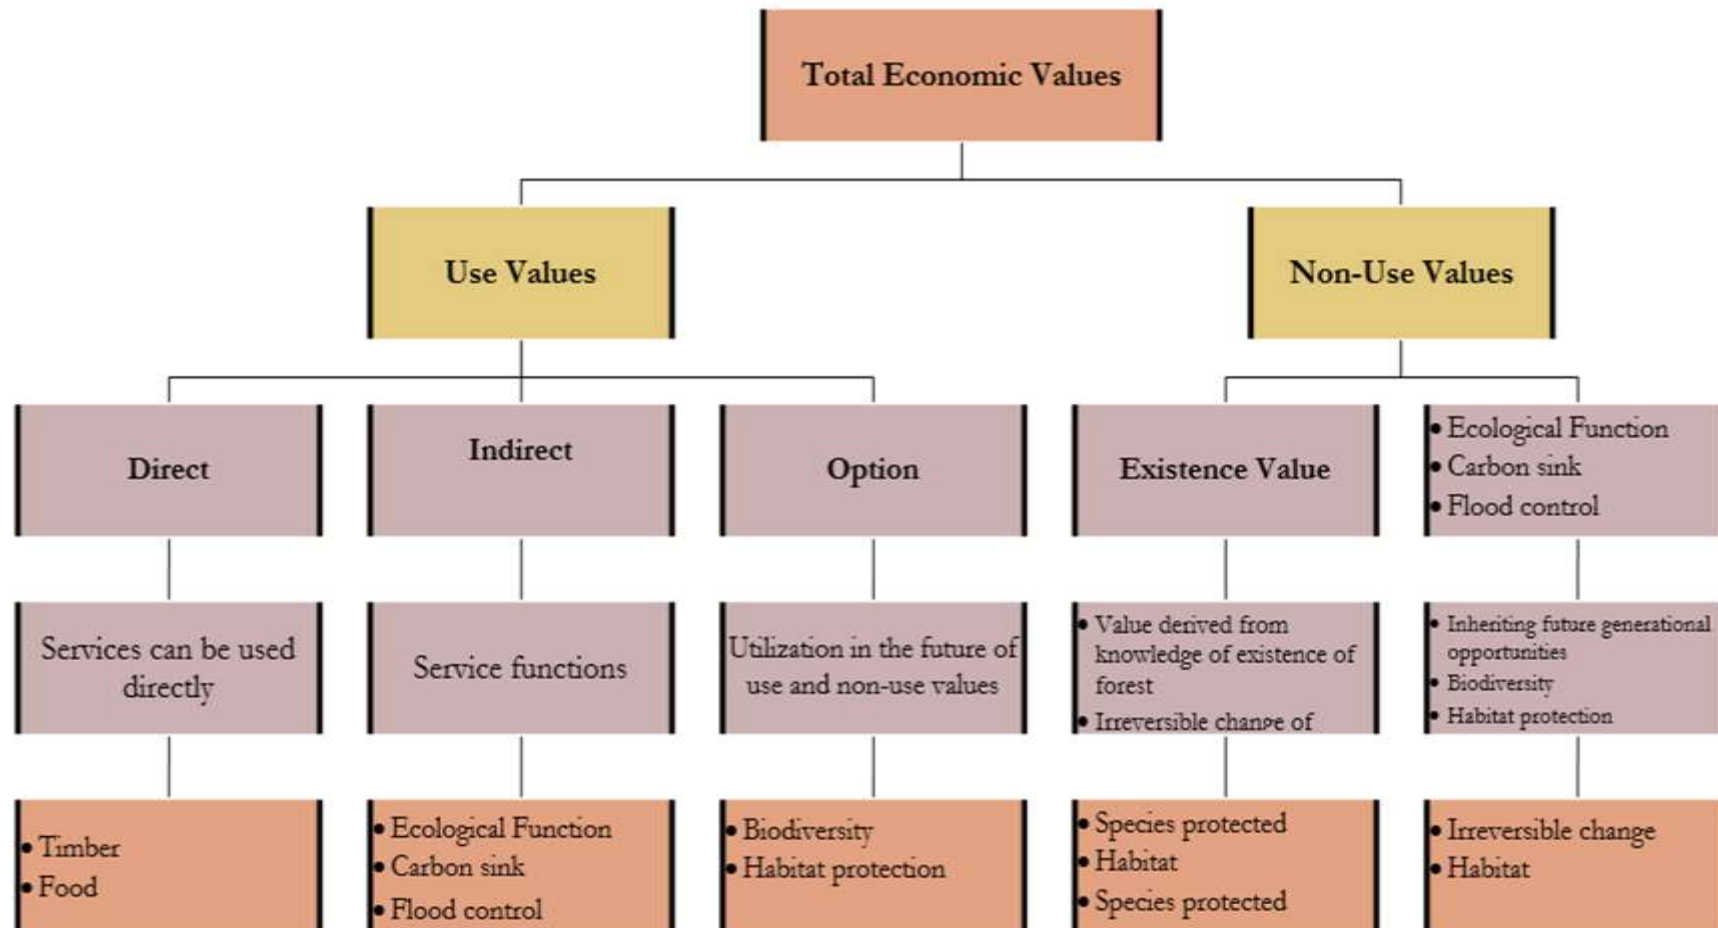 Total Economic Values
Use Values
Non-Use Values
Direct
Indirect
Option
Existence Value
• Ecological Function
• Carbon sink
• Flood control
Services can be used
directly
Service functions
Utilization in the future of
use and non-use values
• Value derived from
knowledge of existence of
forest
• Irreversible change of
• Inheriting future generational
opportunities
• Biodiversity
• Habitat protection
• Timber
• Food
• Ecological Function
• Carbon sink
• Flood control
• Biodiversity
• Habitat protection
• Species protected
• Habitat
• Species protected
• Irreversible change
• Habitat